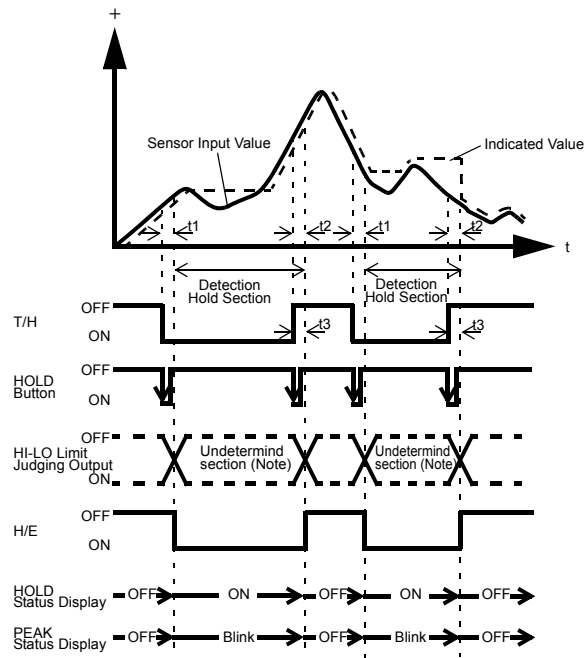 +
Sensor Input Value
Indicated Value
t1 t2 t1 t2
t
Detection
Hold Section
Detection
Hold Section
T/H
OFF
ON
t3 t3
HOLD
Button
OFF
ON
HI-LO Limit
Judging Output
OFF
ON
Undetermind
section (Note)
Undetermind
section (Note)
H/E
OFF
ON
HOLD
Status Display
OFF ON OFF ON OFF
PEAK
Status Display
OFF Blink OFF Blink OFF